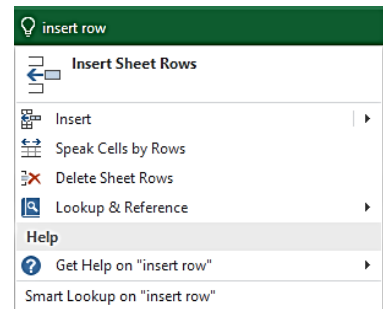 insert row
Insert Sheet Rows
Insert
Speak Cells by Rows
Delete Sheet Rows
Lookup & Reference
Help
Get Help on "insert row"
Smart Lookup on "insert row"